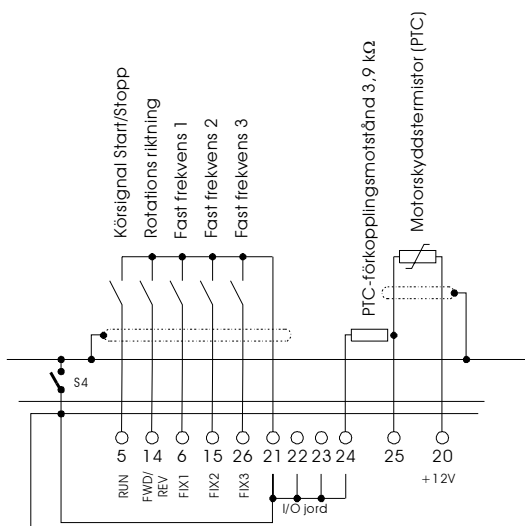 Körsignal Start/Stopp
Rotations riktning
Fast frekvens 1
Fast frekvens 2
Fast frekvens 3
PTC-förkopplingsmotstånd 3,9 kΩ
Motorskyddstermistor (PTC)
S4
5 14 6 15 26 21 22 23 24 25 20
RUN
FWD/
REV
FIX1
FIX2
FIX3
I/O jord
+12V